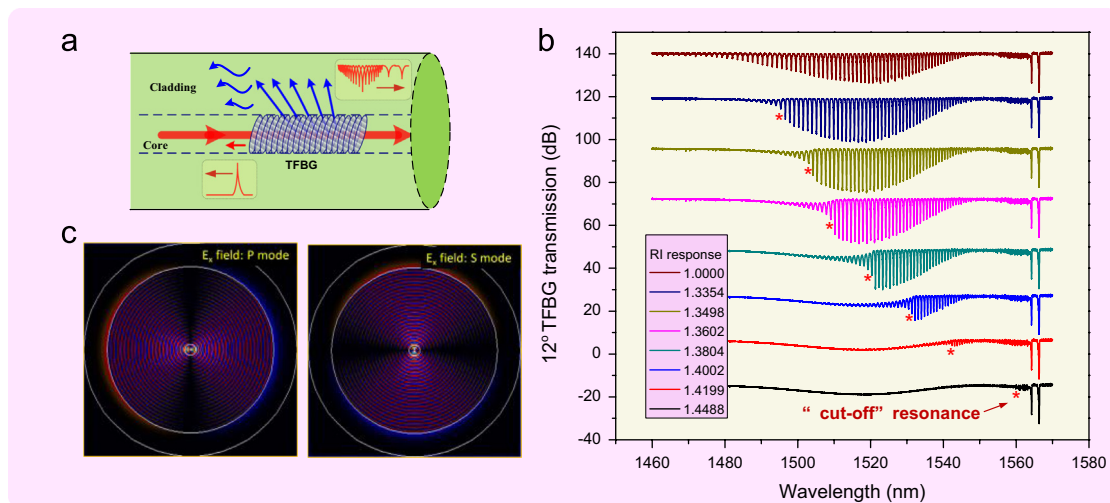 a
Cladding
Core
TFBG
c
Eₓ field: P mode
Eₓ field: S mode
b
12° TFBG transmission (dB)
140
120
100
80
60
40
20
0
-20
-40
*
*
*
*
*
*
*
*
RI response
1.0000
1.3354
1.3498
1.3602
1.3804
1.4002
1.4199
1.4488
“ cut-off” resonance
1460
1480
1500
1520
1540
1560
1580
Wavelength (nm)